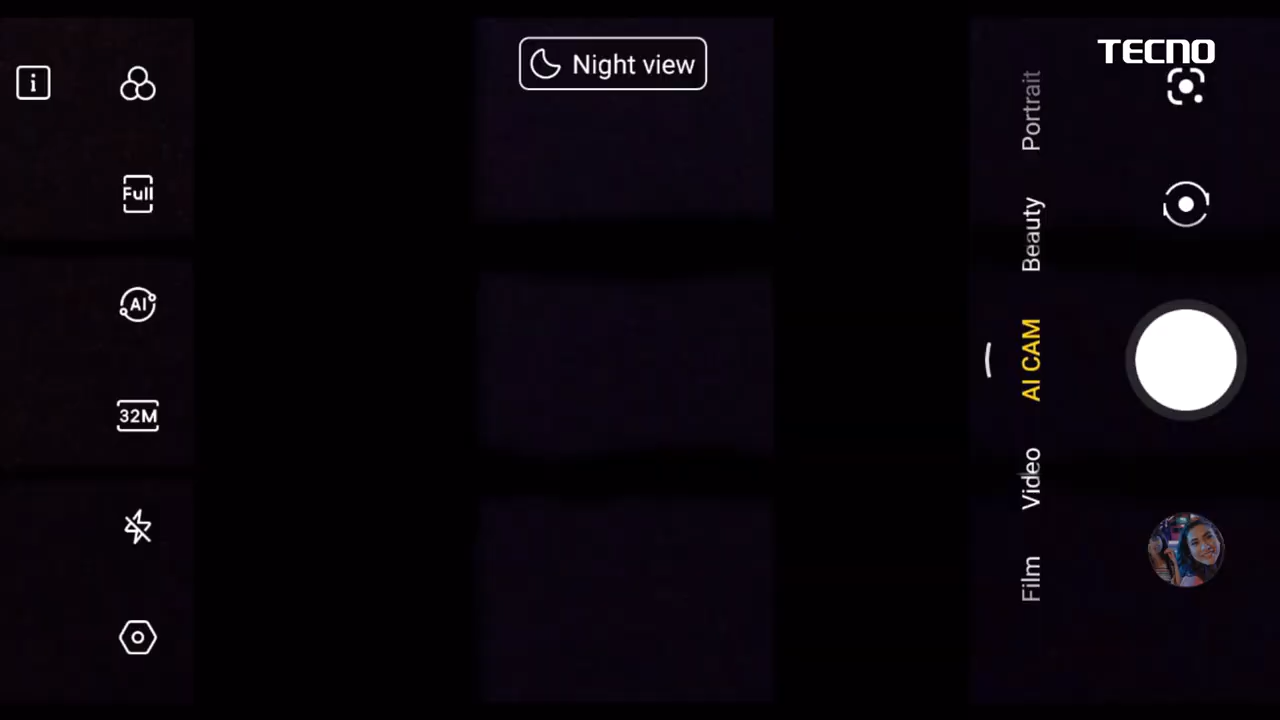 TECNO
Night view
i
Full
AI
32M
Portrait
Beauty
AI CAM
Video
Film